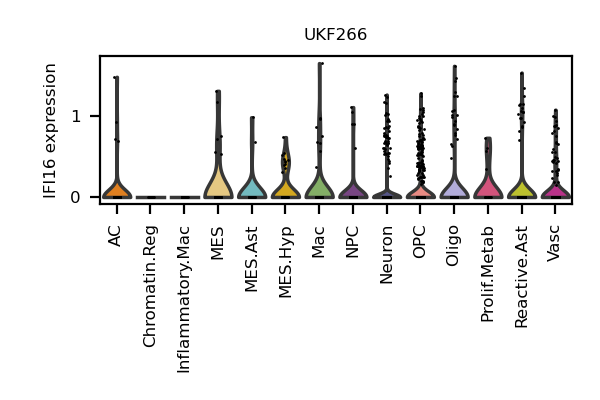 UKF266
IFI16 expression
1
0
AC
Chromatin.Reg
Inflammatory.Mac
MES
MES.Ast
MES.Hyp
Mac
NPC
Neuron
OPC
Oligo
Prolif.Metab
Reactive.Ast
Vasc